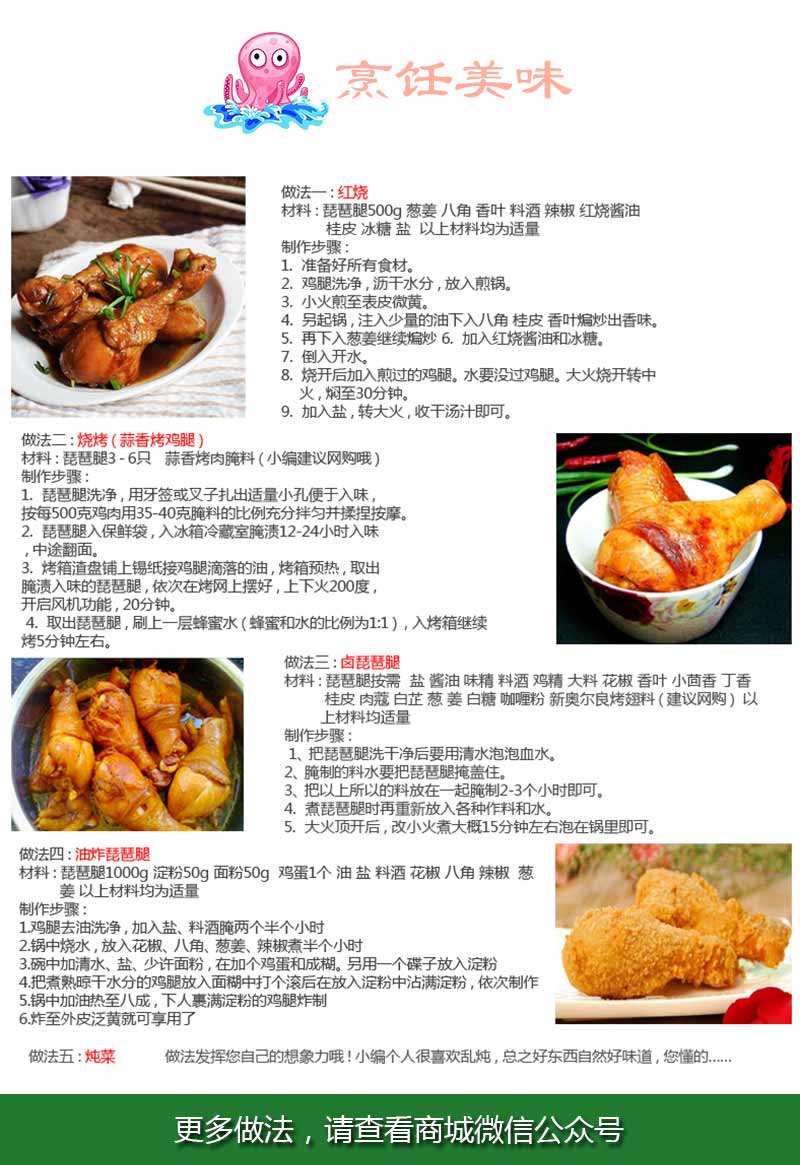 烹饪美味
做法一 : 红烧
材料 : 琵琶腿500g 葱姜 八角 香叶 料酒 辣椒 红烧酱油
桂皮 冰糖 盐 以上材料均为适量
制作步骤 :
1. 准备好所有食材。
2. 鸡腿洗净 , 沥干水分 , 放入煎锅。
3. 小火煎至表皮微黄。
4. 另起锅 , 注入少量的油下入八角 桂皮 香叶煸炒出香味。
5. 再下入葱姜继续煸炒 6. 加入红烧酱油和冰糖。
7. 倒入开水。
8. 烧开后加入煎过的鸡腿。水要没过鸡腿。大火烧开转中
火 , 焖至30分钟。
9. 加入盐 , 转大火 , 收干汤汁即可。
做法二 : 烧烤 ( 蒜香烤鸡腿 )
材料 : 琵琶腿3 - 6只 蒜香烤肉腌料 ( 小编建议网购哦 )
制作步骤 :
1. 琵琶腿洗净 , 用牙签或叉子扎出适量小孔便于入味 ,
按每500克鸡肉用35-40克腌料的比例充分拌匀并揉捏按摩。
2. 琵琶腿入保鲜袋 , 入冰箱冷藏室腌渍12-24小时入味
, 中途翻面。
3. 烤箱渣盘铺上锡纸接鸡腿滴落的油 , 烤箱预热 , 取出
腌渍入味的琵琶腿 , 依次在烤网上摆好 , 上下火200度 ,
开启风机功能 , 20分钟。
4. 取出琵琶腿 , 刷上一层蜂蜜水 ( 蜂蜜和水的比例为1:1 ) , 入烤箱继续
烤5分钟左右。
做法三 : 卤琵琶腿
材料 : 琵琶腿按需 盐 酱油 味精 料酒 鸡精 大料 花椒 香叶 小茴香 丁香
桂皮 肉蔻 白芷 葱 姜 白糖 咖喱粉 新奥尔良烤翅料 ( 建议网购 ) 以
上材料均适量
制作步骤 :
1、把琵琶腿洗干净后要用清水泡泡血水。
2、腌制的料水要把琵琶腿掩盖住。
3、把以上所以的料放在一起腌制2-3个小时即可。
4. 煮琵琶腿时再重新放入各种作料和水。
5. 大火顶开后 , 改小火煮大概15分钟左右泡在锅里即可。
做法四 : 油炸琵琶腿
材料 : 琵琶腿1000g 淀粉50g 面粉50g 鸡蛋1个 油 盐 料酒 花椒 八角 辣椒 葱
姜 以上材料均为适量
制作步骤 :
1.鸡腿去油洗净 , 加入盐、料酒腌两个半个小时
2.锅中烧水 , 放入花椒、八角、葱姜、辣椒煮半个小时
3.碗中加清水、盐、少许面粉 , 在加个鸡蛋和成糊。另用一个碟子放入淀粉
4.把煮熟晾干水分的鸡腿放入面糊中打个滚后在放入淀粉中沾满淀粉 , 依次制作
5.锅中加油热至八成 , 下入裹满淀粉的鸡腿炸制
6.炸至外皮泛黄就可享用了
做法五 : 炖菜 做法发挥您自己的想象力哦 ! 小编个人很喜欢乱炖 , 总之好东西自然好味道 , 您懂的......
更多做法 , 请查看商城微信公众号